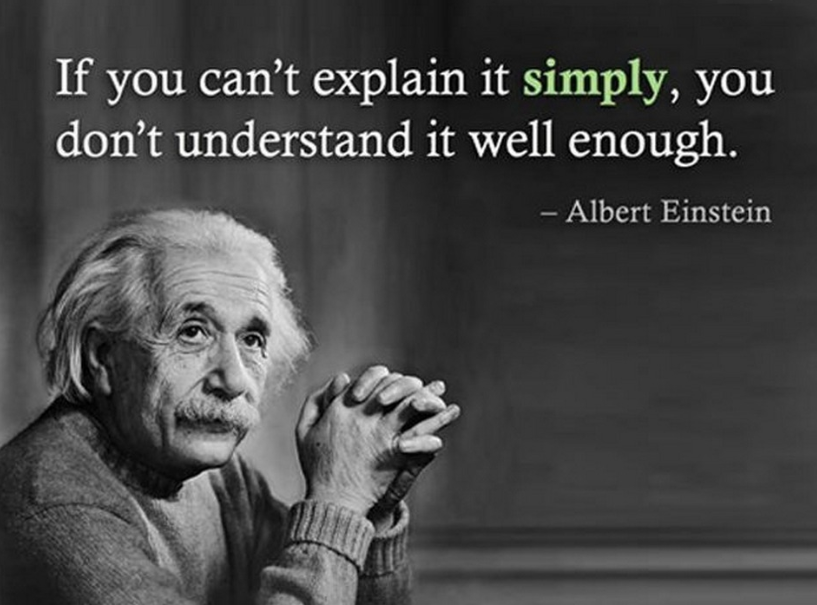 If you can’t explain it simply, you
don’t understand it well enough.
– Albert Einstein